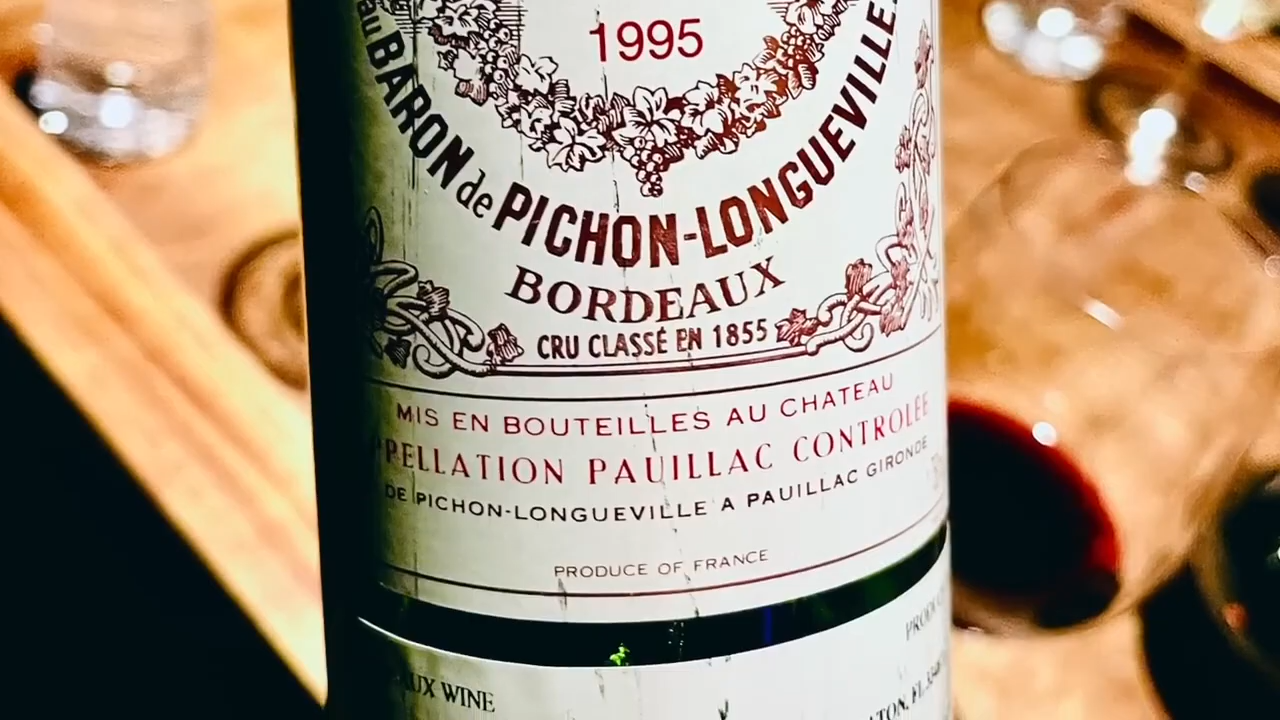 1995
BARON de PICHON-LONGUEVILLE
BORDEAUX
CRU CLASSÉ EN 1855
MIS EN BOUTEILLES AU CHATEAU
PELLATION PAUILLAC CONTROLÉE
DE PICHON-LONGUEVILLE A PAUILLAC GIRONDE
PRODUCE OF FRANCE
UX WINE